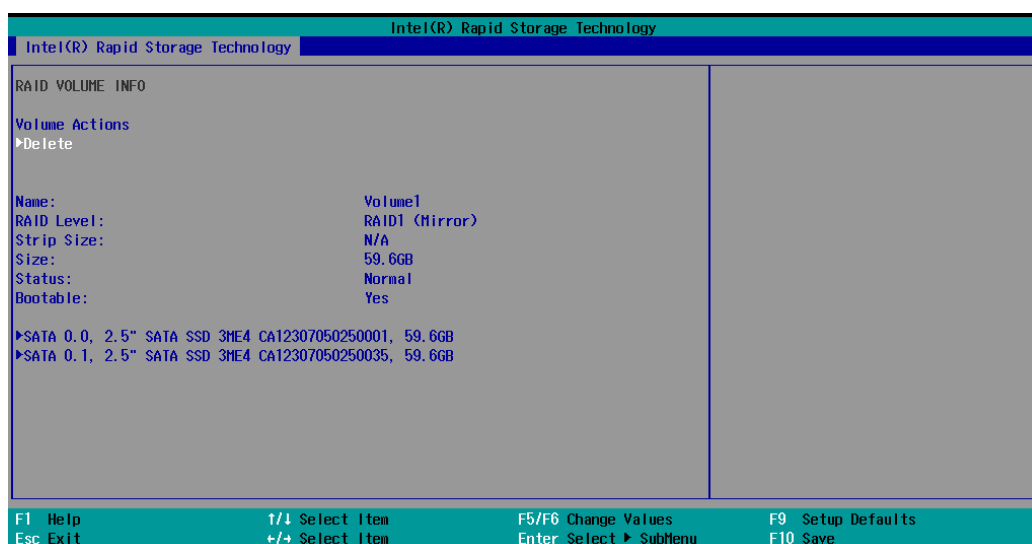 Intel(R) Rapid Storage Technology
Intel(R) Rapid Storage Technology
RAID VOLUME INFO
Volume Actions
▶Delete
Name: Volume1
RAID Level: RAID1 (Mirror)
Strip Size: N/A
Size: 59.6GB
Status: Normal
Bootable: Yes
▶SATA 0.0, 2.5" SATA SSD 3ME4 CA12307050250001, 59.6GB
▶SATA 0.1, 2.5" SATA SSD 3ME4 CA12307050250035, 59.6GB
F1 Help ↑/↓ Select Item F5/F6 Change Values F9 Setup Defaults
Esc Exit ←/→ Select Item Enter Select ▶ SubMenu F10 Save